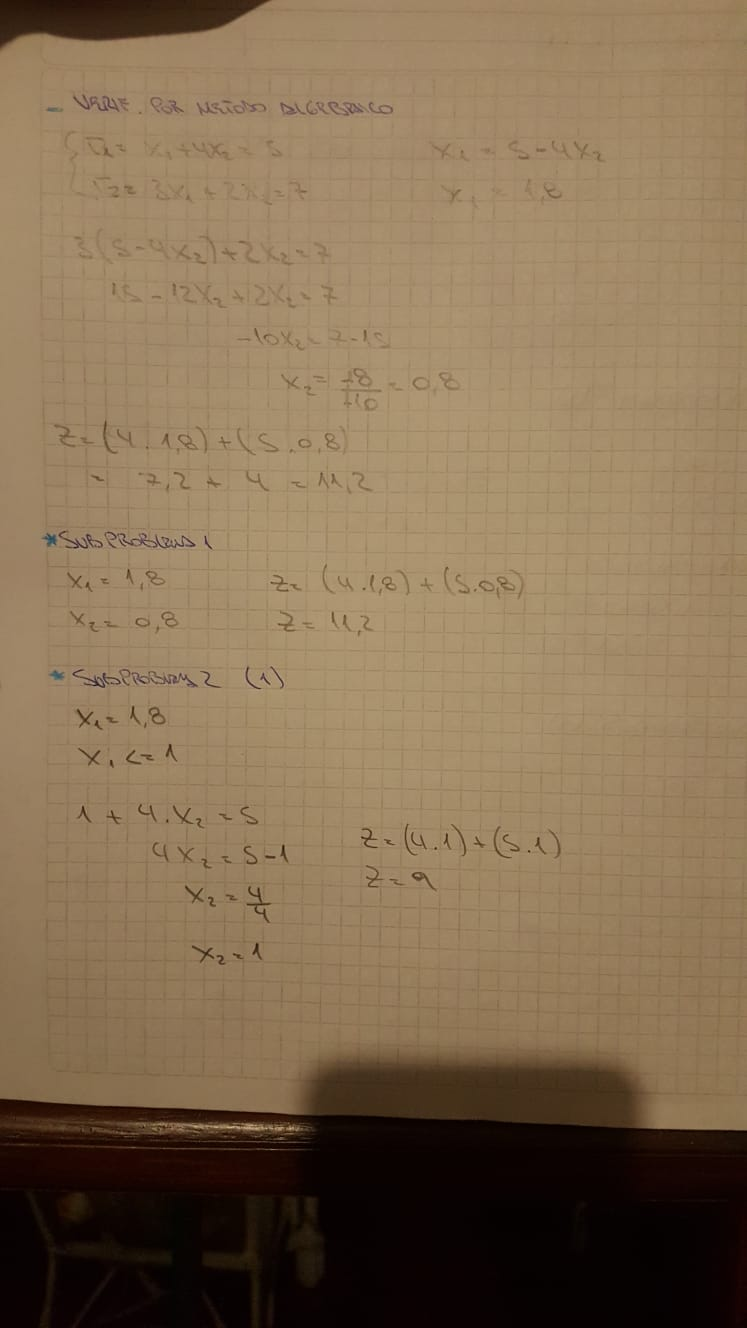 - VERIF. POR METODO ALGEBRAICO
r1= x1+4x2 = 5 x1 = 5-4x2
r2= 3x1+2x2=7 x1 = 1,8
3(5-4x2)+2x2=7
15-12x2+2x2=7
-10x2=7-15
x2= -8/-10 = 0,8
z=(4.1,8)+(5.0,8)
= 7,2 + 4 = 11,2
* SUBPROBLEMA 1
x1= 1,8 z= (4.1,8)+(5.0,8)
x2= 0,8 z= 11,2
* SUBPROBLEMA 2 (1)
x1= 1,8
x1 <= 1
1 + 4.x2 = 5 z=(4.1)+(5.1)
4x2 = 5-1 z= 9
x2 = 4/4
x2 = 1